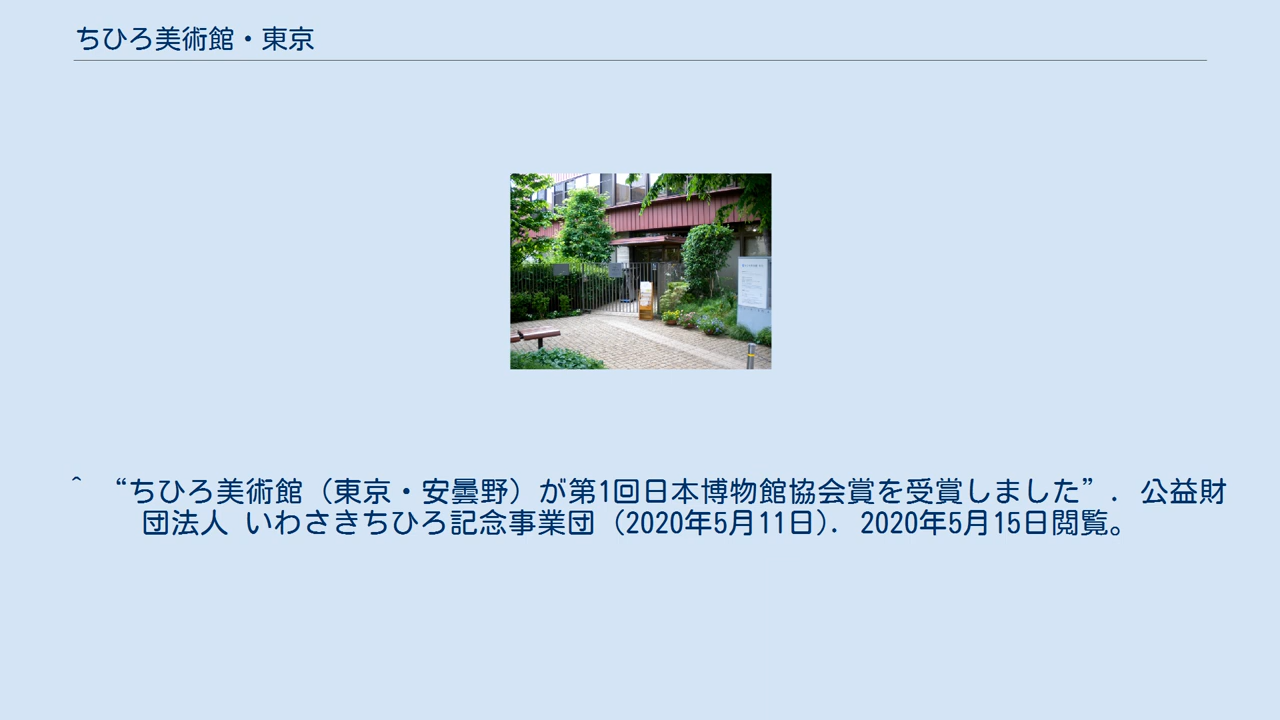 ちひろ美術館・東京
^ “ちひろ美術館（東京・安曇野）が第1回日本博物館協会賞を受賞しました”. 公益財
団法人 いわさきちひろ記念事業団 (2020年5月11日). 2020年5月15日閲覧。